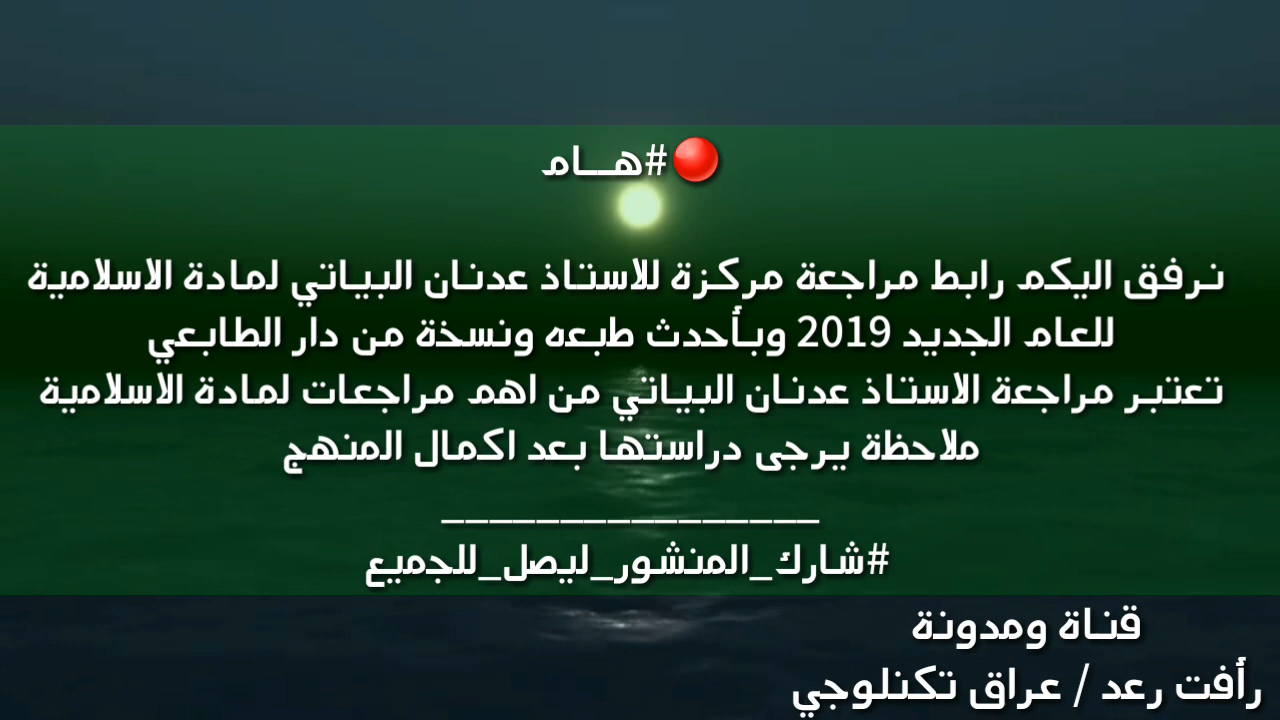 🔴#هـــام
نرفق اليكم رابط مراجعة مركزة للاستاذ عدنان البياتي لمادة الاسلامية
للعام الجديد 2019 وبأحدث طبعه ونسخة من دار الطابعي
تعتبر مراجعة الاستاذ عدنان البياتي من اهم مراجعات لمادة الاسلامية
ملاحظة يرجى دراستها بعد اكمال المنهج
________________
#شارك_المنشور_ليصل_للجميع
قناة ومدونة
رأفت رعد / عراق تكنلوجي